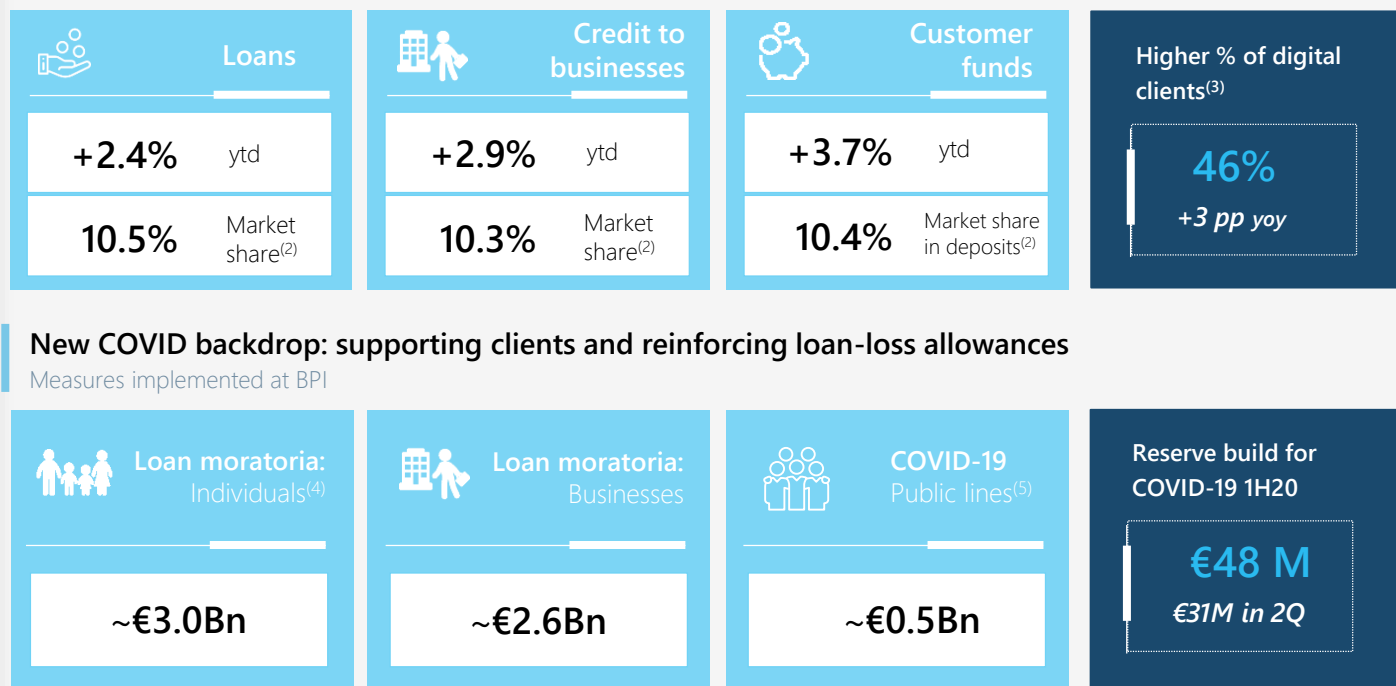 Loans
+2.4% ytd
10.5% Market
share(2)
Credit to
businesses
+2.9% ytd
10.3% Market
share(2)
Customer
funds
+3.7% ytd
10.4% Market share
in deposits(2)
Higher % of digital
clients(3)
46%
+3 pp yoy
New COVID backdrop: supporting clients and reinforcing loan-loss allowances
Measures implemented at BPI
Loan moratoria:
Individuals(4)
~€3.0Bn
Loan moratoria:
Businesses
~€2.6Bn
COVID-19
Public lines(5)
~€0.5Bn
Reserve build for
COVID-19 1H20
€48 M
€31M in 2Q